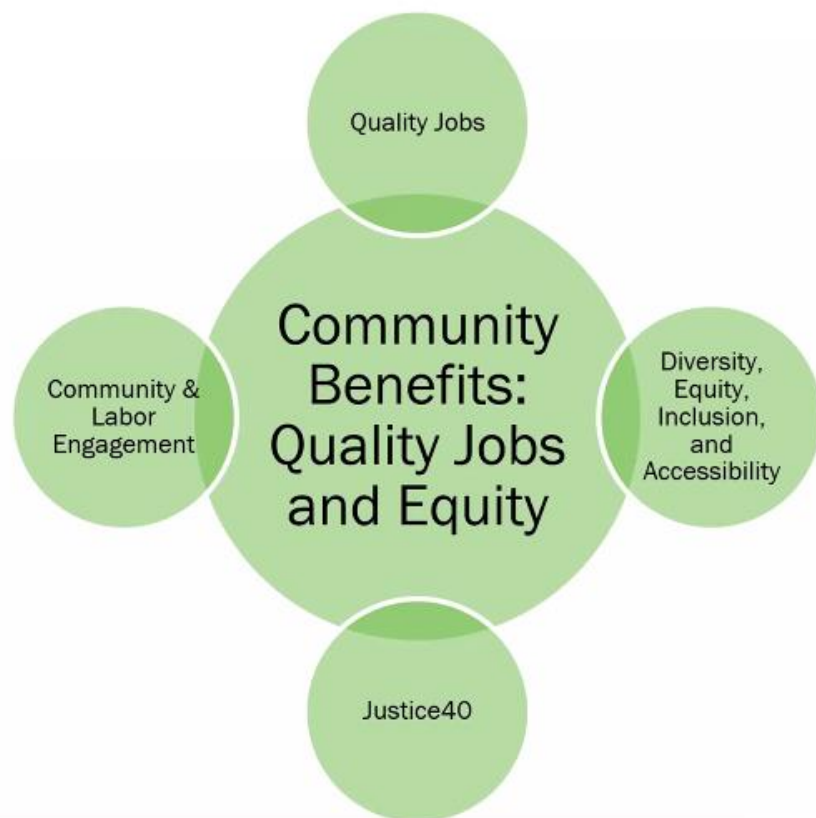 Quality Jobs
Community
Benefits:
Quality Jobs
and Equity
Community &
Labor
Engagement
Diversity,
Equity,
Inclusion,
and
Accessibility
Justice40